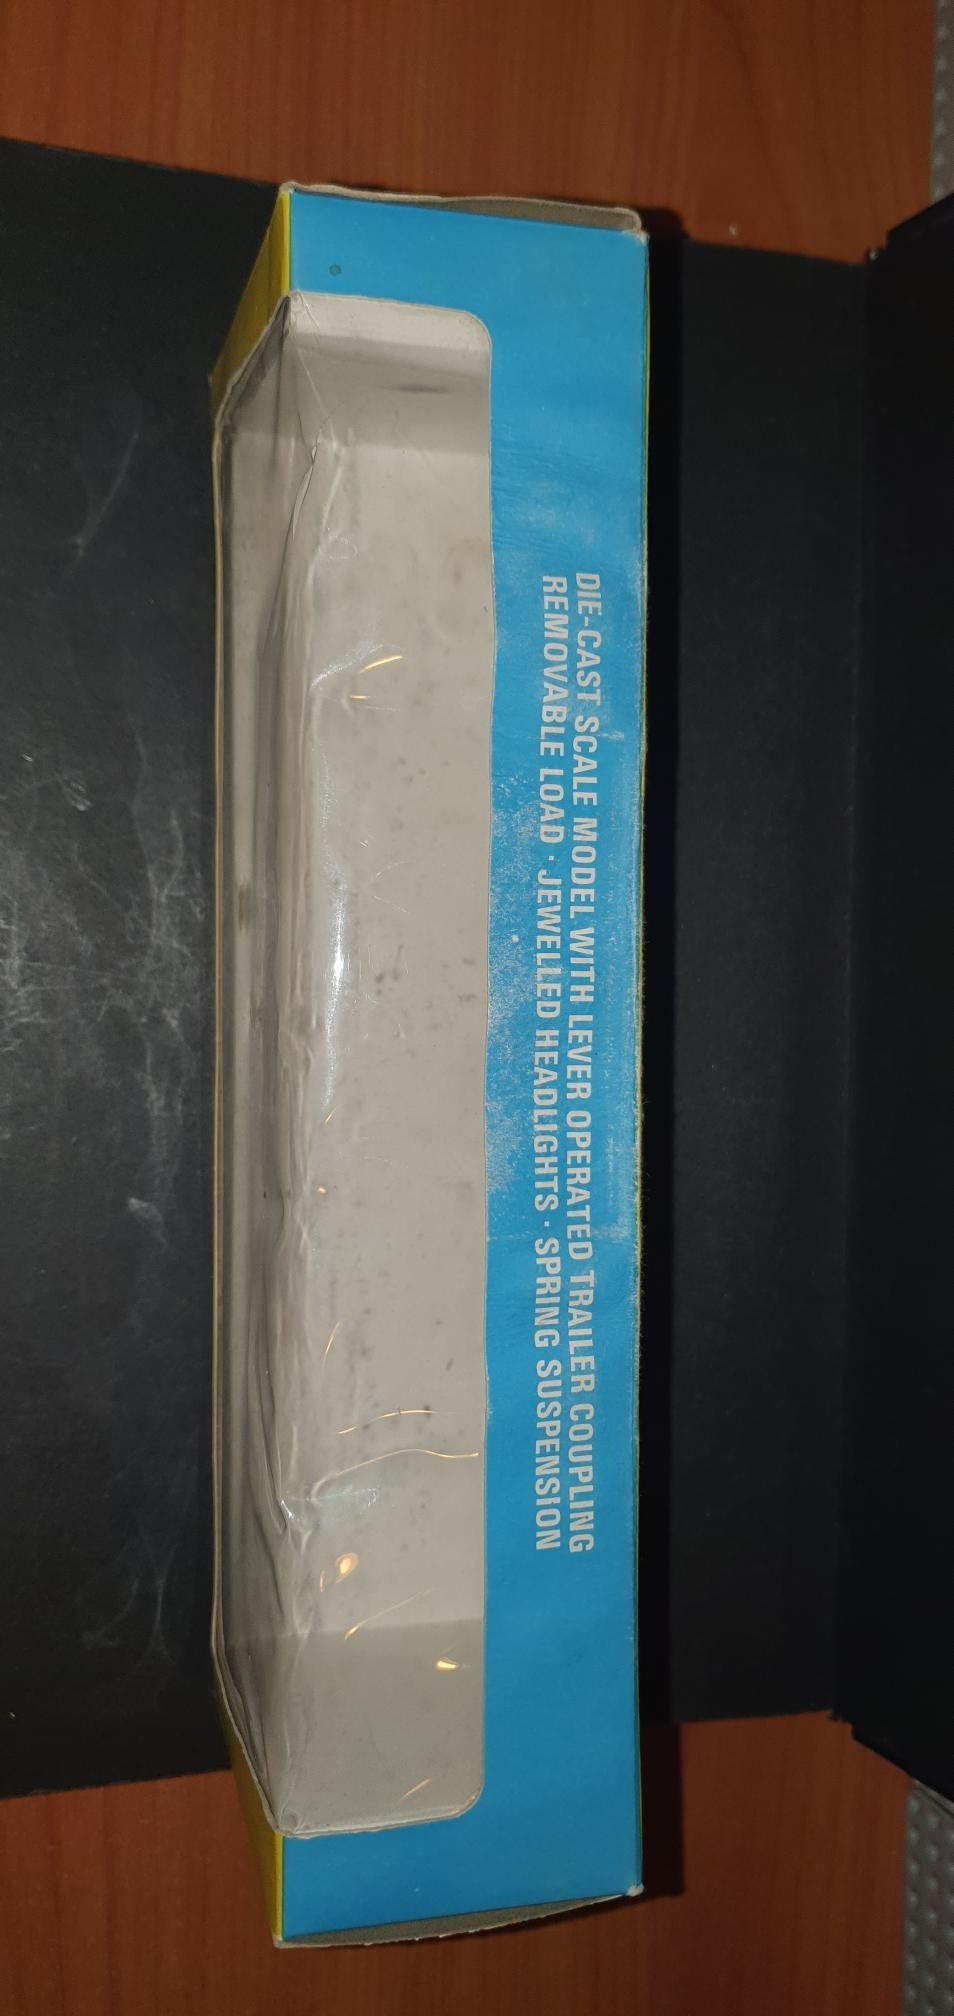 DIE-CAST SCALE MODEL WITH LEVER OPERATED TRAILER COUPLING
REMOVABLE LOAD · JEWELLED HEADLIGHTS · SPRING SUSPENSION